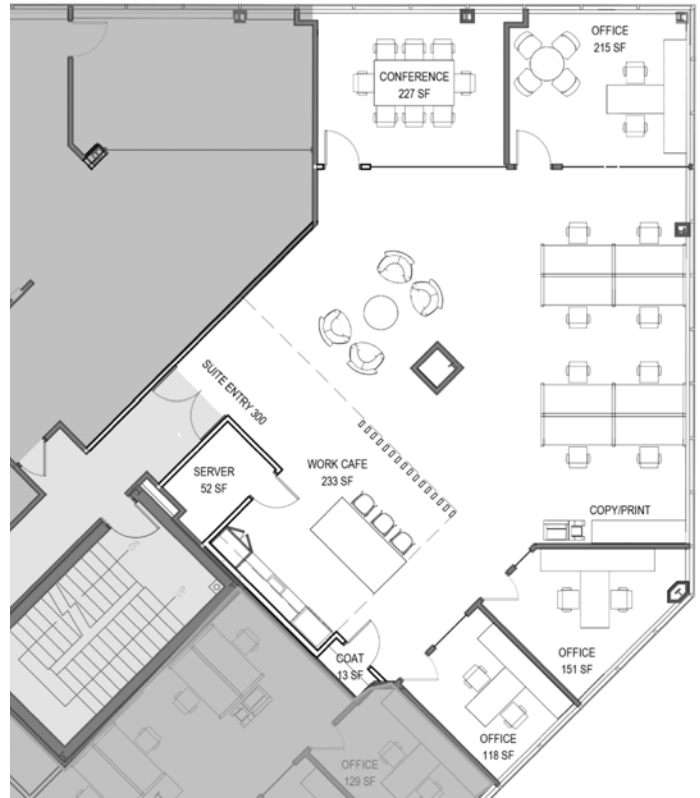 OFFICE
215 SF
CONFERENCE
227 SF
SUITE ENTRY 300
SERVER
52 SF
WORK CAFE
233 SF
COPY/PRINT
COAT
13 SF
OFFICE
151 SF
OFFICE
118 SF
OFFICE
129 SF